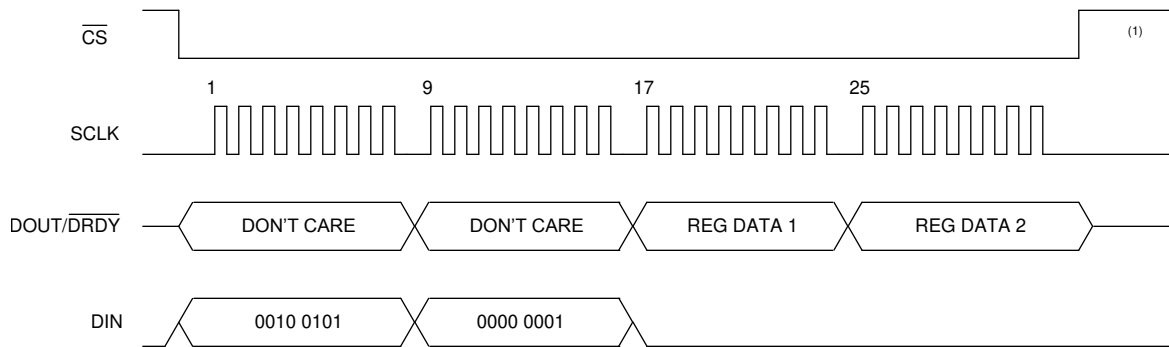 CS
(1)
1 9 17 25
SCLK
DOUT/DRDY DON'T CARE DON'T CARE REG DATA 1 REG DATA 2
DIN 0010 0101 0000 0001